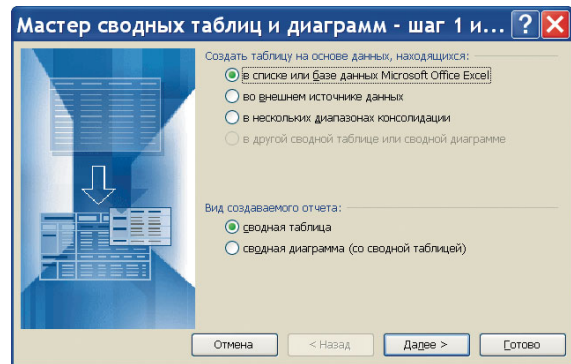 Мастер сводных таблиц и диаграмм - шаг 1 и...
Создать таблицу на основе данных, находящихся:
в списке или базе данных Microsoft Office Excel
во внешнем источнике данных
в нескольких диапазонах консолидации
в другой сводной таблице или сводной диаграмме
Вид создаваемого отчета:
сводная таблица
сводная диаграмма (со сводной таблицей)
Отмена < Назад Далее > Готово